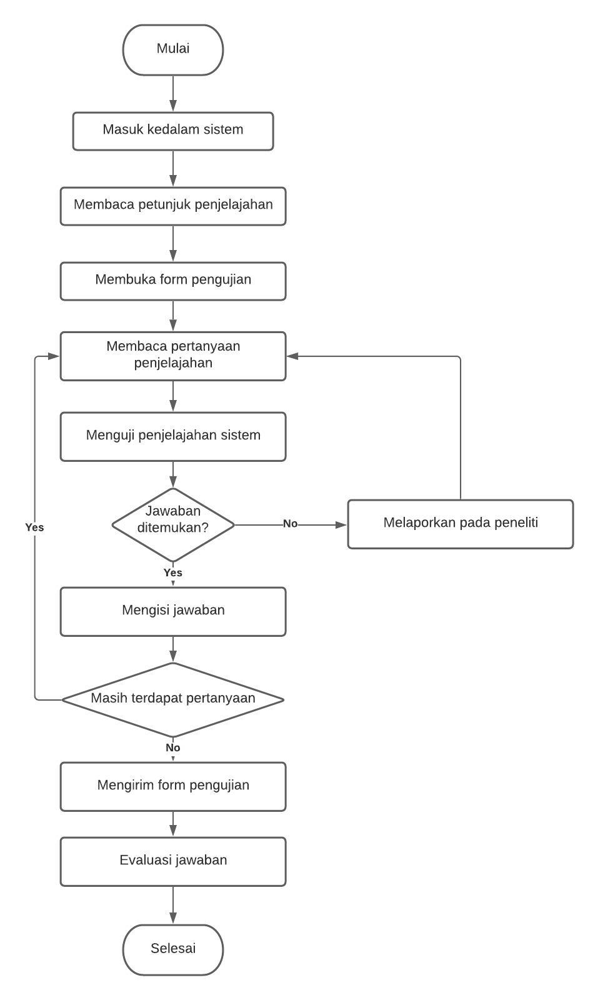 Mulai
Masuk kedalam sistem
Membaca petunjuk penjelajahan
Membuka form pengujian
Membaca pertanyaan
penjelajahan
Menguji penjelajahan sistem
Jawaban
ditemukan?
No
Melaporkan pada peneliti
Yes
Yes
Mengisi jawaban
Masih terdapat pertanyaan
No
Mengirim form pengujian
Evaluasi jawaban
Selesai